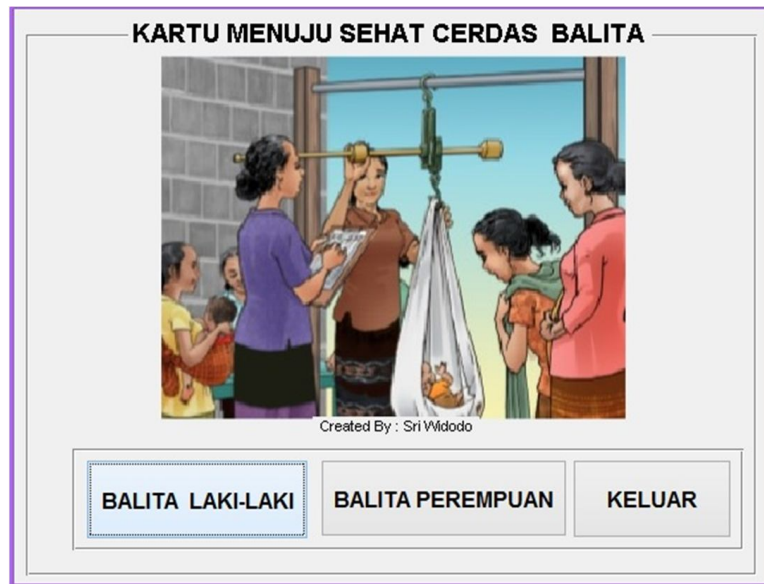 KARTU MENUJU SEHAT CERDAS BALITA
Created By : Sri Widodo
BALITA LAKI-LAKI
BALITA PEREMPUAN
KELUAR